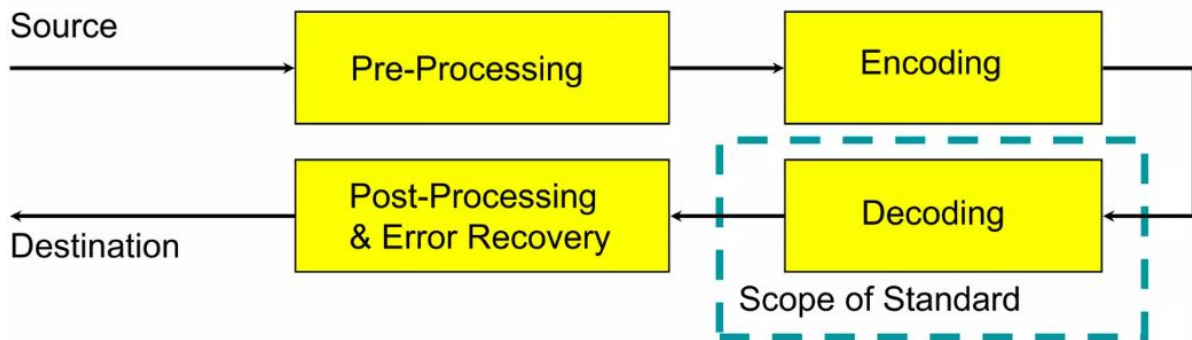 Source
Pre-Processing
Encoding
Post-Processing
& Error Recovery
Decoding
Destination
Scope of Standard